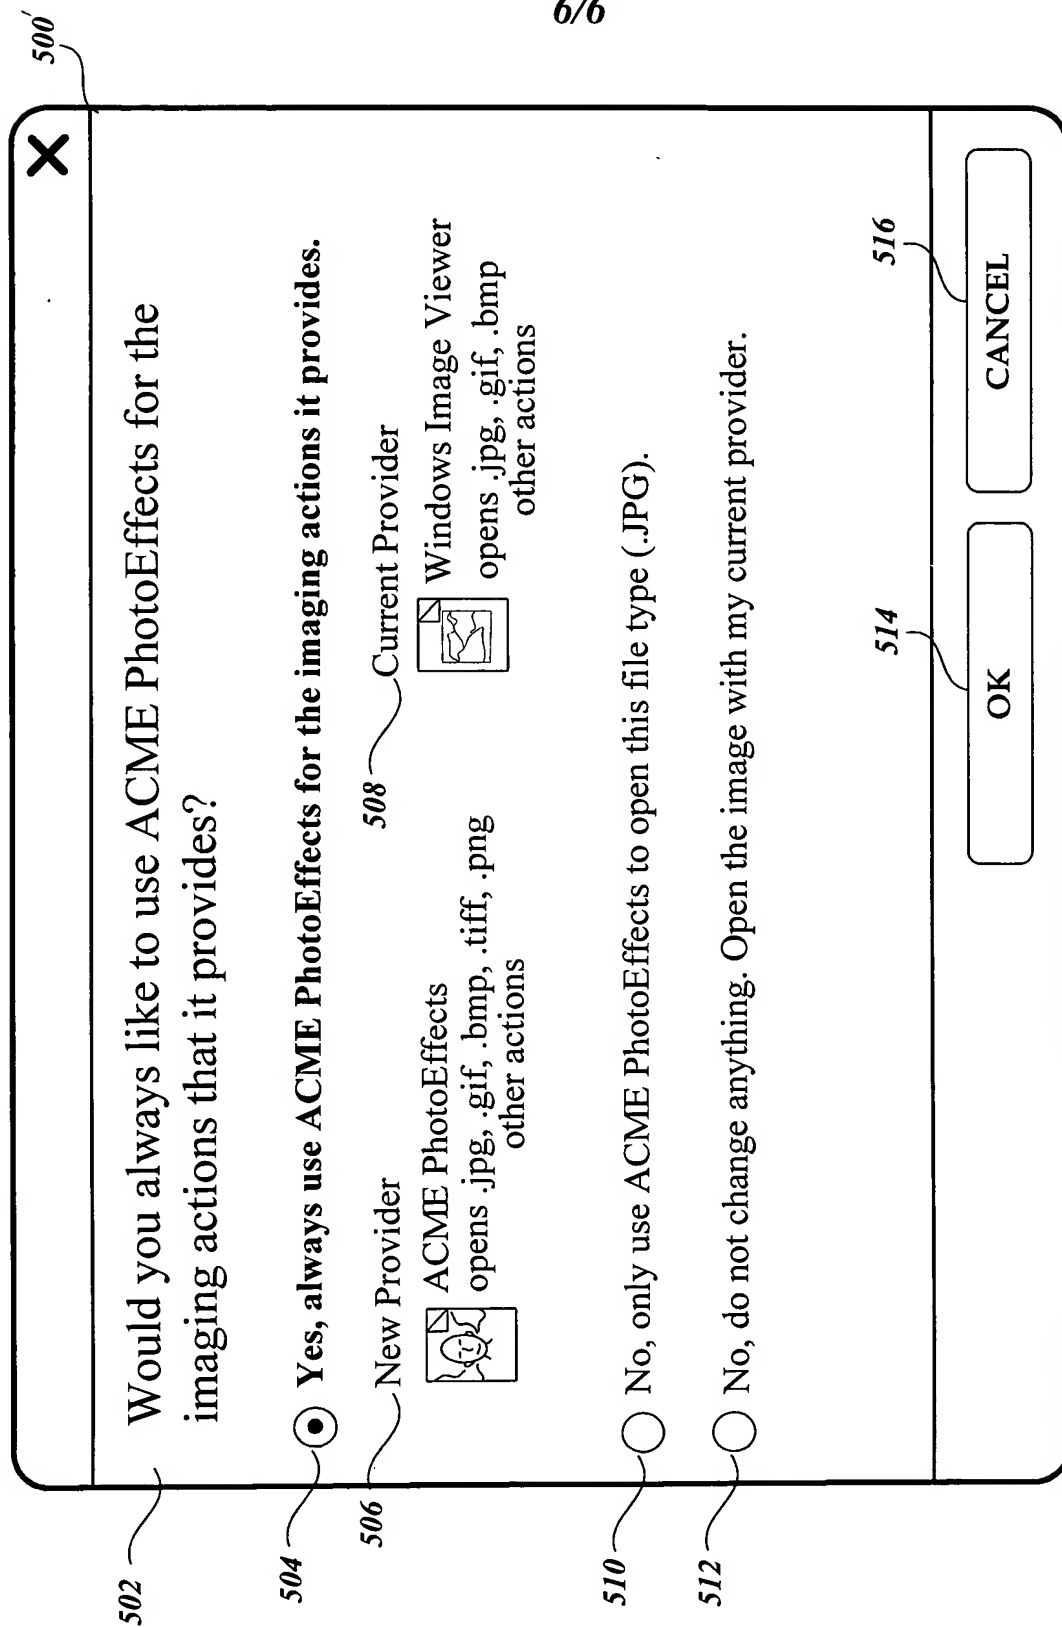 6/6
500'
502
Would you always like to use ACME PhotoEffects for the
imaging actions that it provides?
504
Yes, always use ACME PhotoEffects for the imaging actions it provides.
506
New Provider
ACME PhotoEffects
opens .jpg, .gif, .bmp, .tiff, .png
other actions
508
Current Provider
Windows Image Viewer
opens .jpg, .gif, .bmp
other actions
510
No, only use ACME PhotoEffects to open this file type (.JPG).
512
No, do not change anything. Open the image with my current provider.
514
OK
516
CANCEL